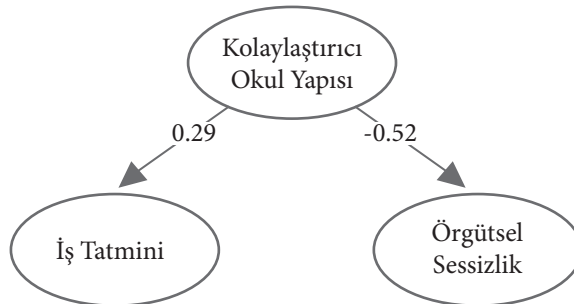 Kolaylaştırıcı
Okul Yapısı
0.29
-0.52
İş Tatmini
Örgütsel
Sessizlik